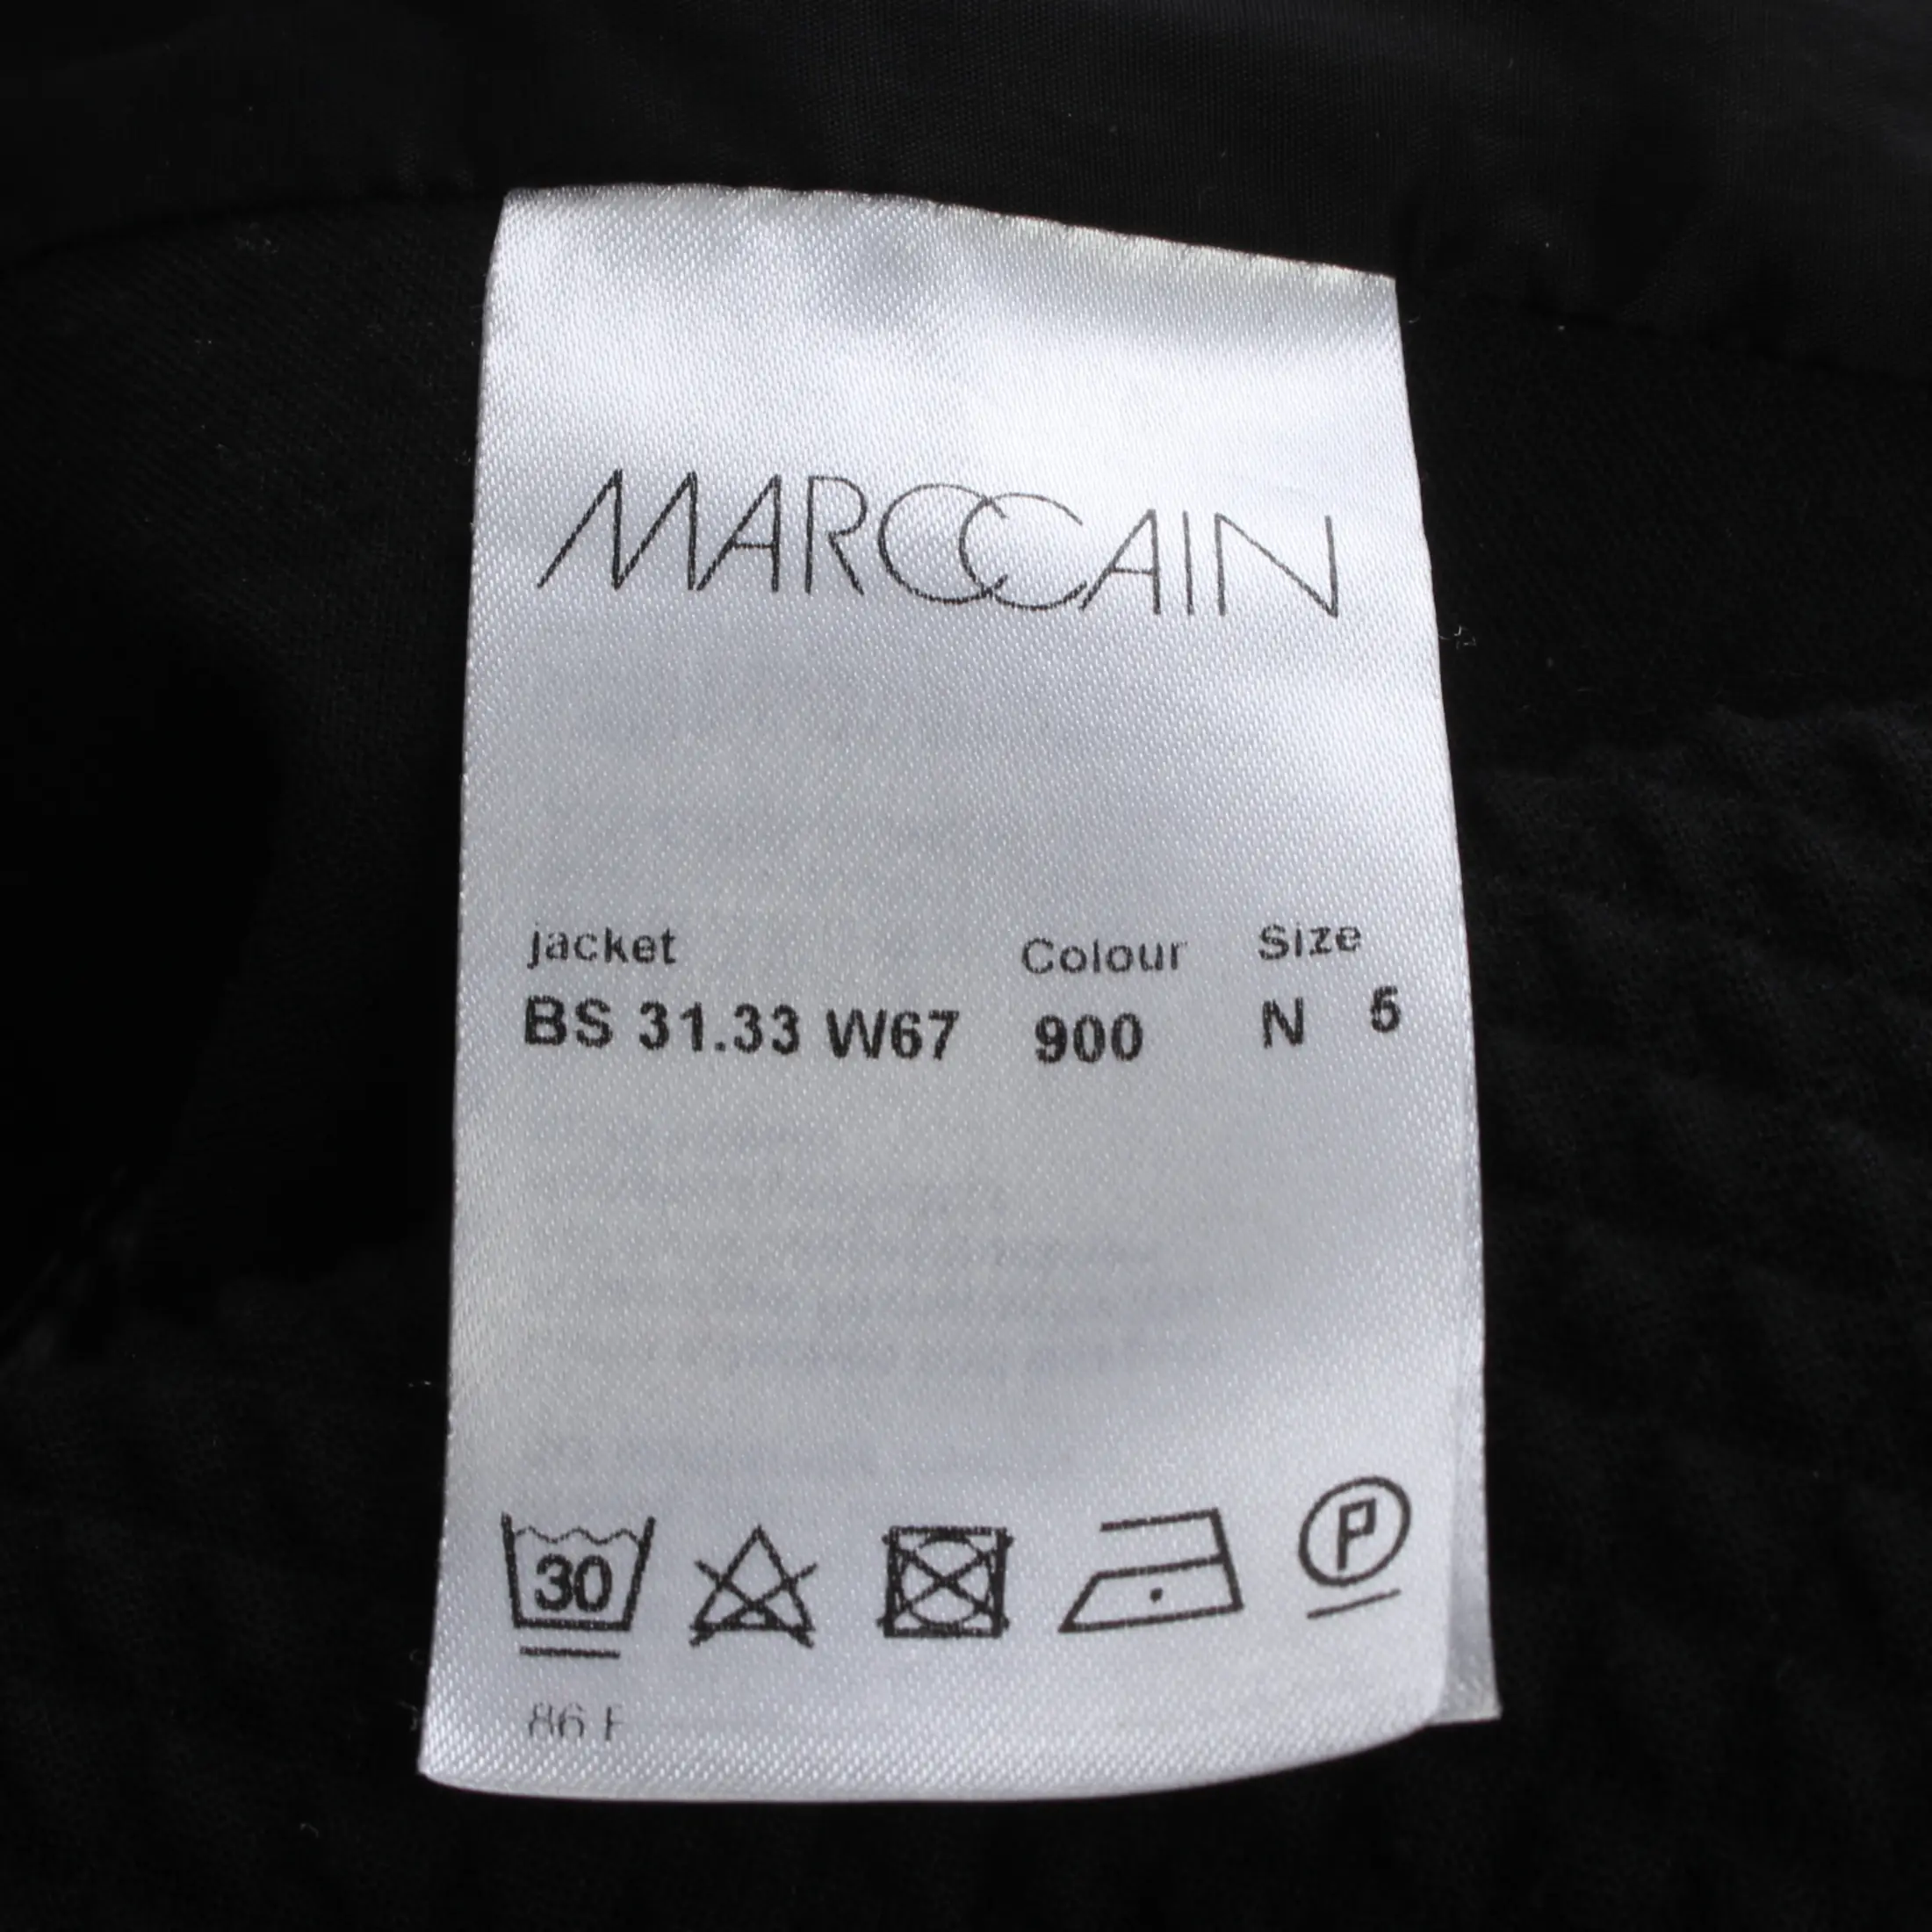 MARCCAIN
jacket Colour Size
BS 31.33 W67 900 N 5
30
P
86 F